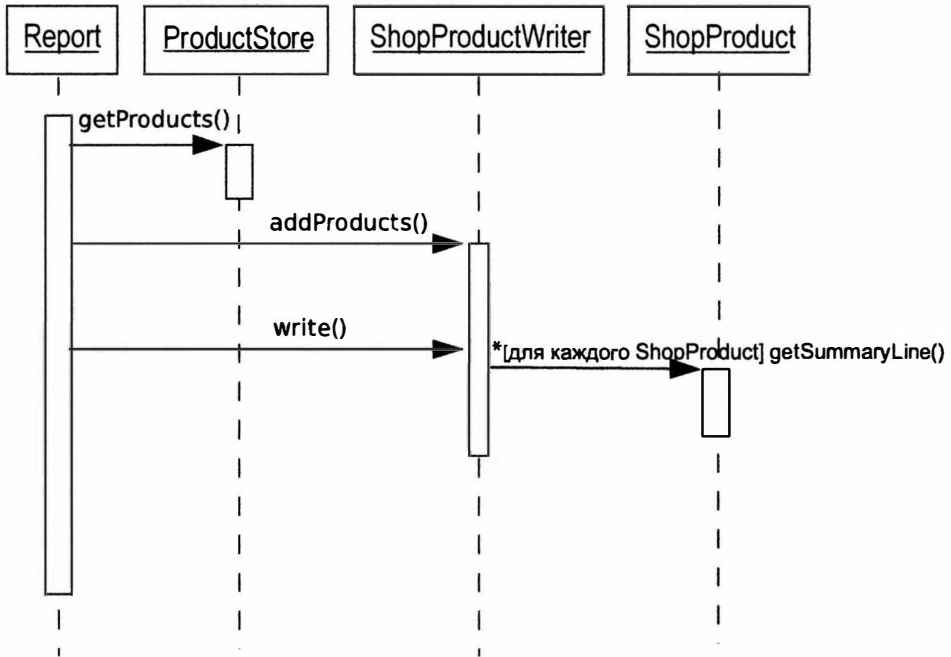 Report
ProductStore
ShopProductWriter
ShopProduct
getProducts()
addProducts()
write()
*[для каждого ShopProduct] getSummaryLine()